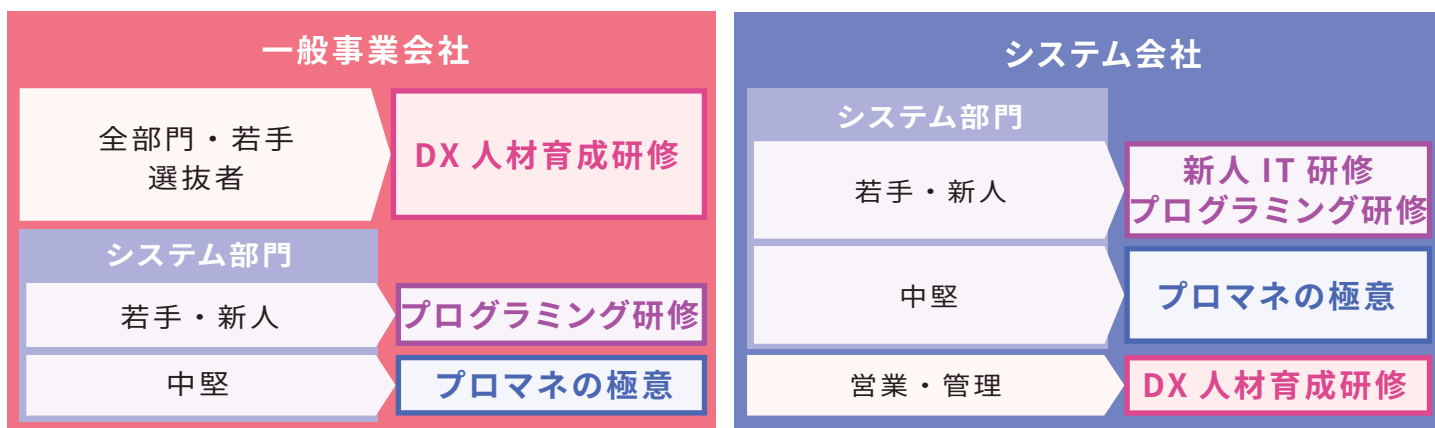 一般事業会社
全部門・若手
選抜者
DX 人材育成研修
システム部門
若手・新人
プログラミング研修
中堅
プロマネの極意
システム会社
システム部門
若手・新人
新人 IT 研修
プログラミング研修
中堅
プロマネの極意
営業・管理
DX 人材育成研修